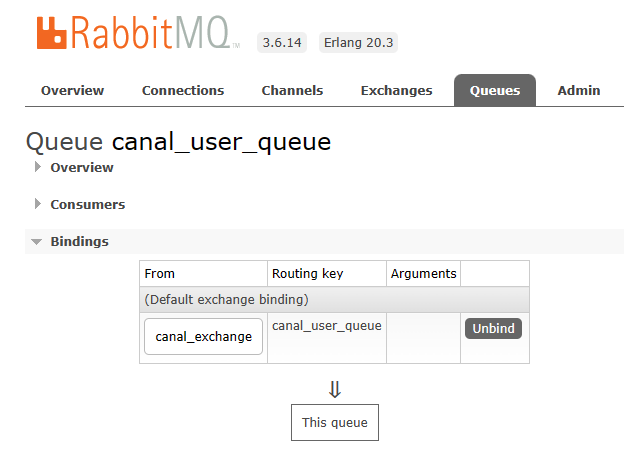 RabbitMQ™ 3.6.14 Erlang 20.3
Overview Connections Channels Exchanges Queues Admin
Queue canal_user_queue
Overview
Consumers
Bindings
From Routing key Arguments
(Default exchange binding)
canal_exchange canal_user_queue Unbind
⇓
This queue